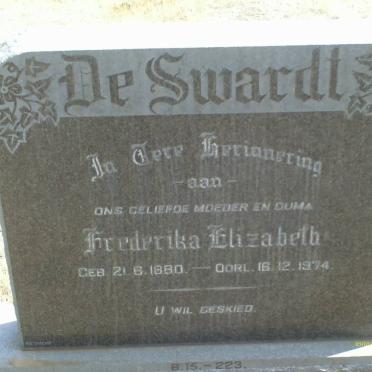 De Swardt
In Tere Herinnering
– aan –
ONS GELIEFDE MOEDER EN OUMA
Frederika Elizabeth
GEB. 21.6.1880. — OORL. 16.12.1974.
U WIL GESKIED.
B.15.-223.